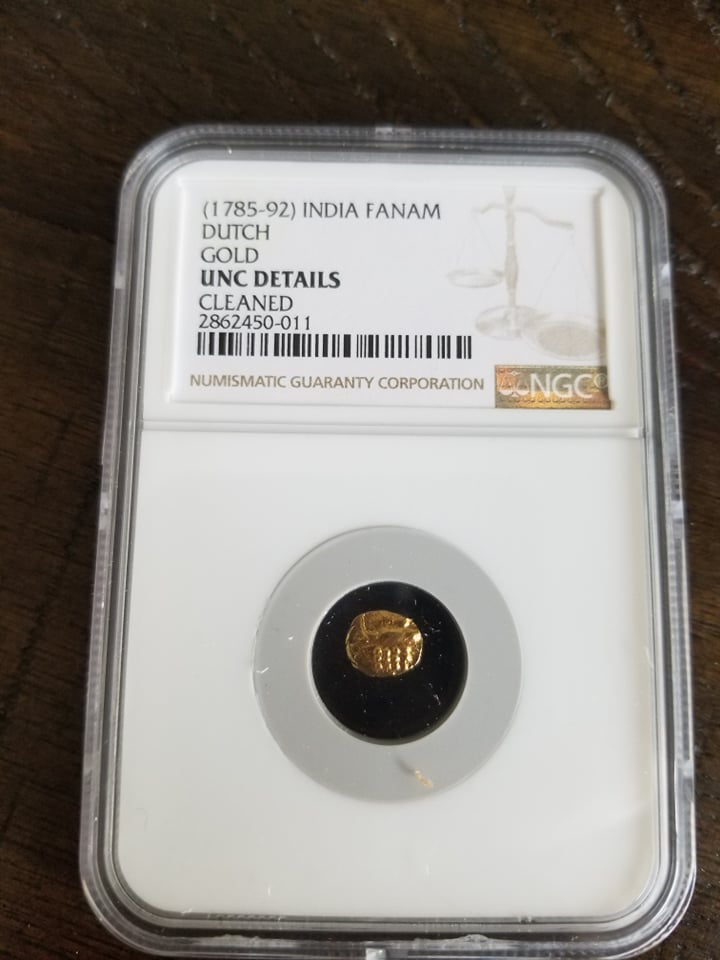 (1785-92) INDIA FANAM
DUTCH
GOLD
UNC DETAILS
CLEANED
2862450-011
NUMISMATIC GUARANTY CORPORATION NGC®